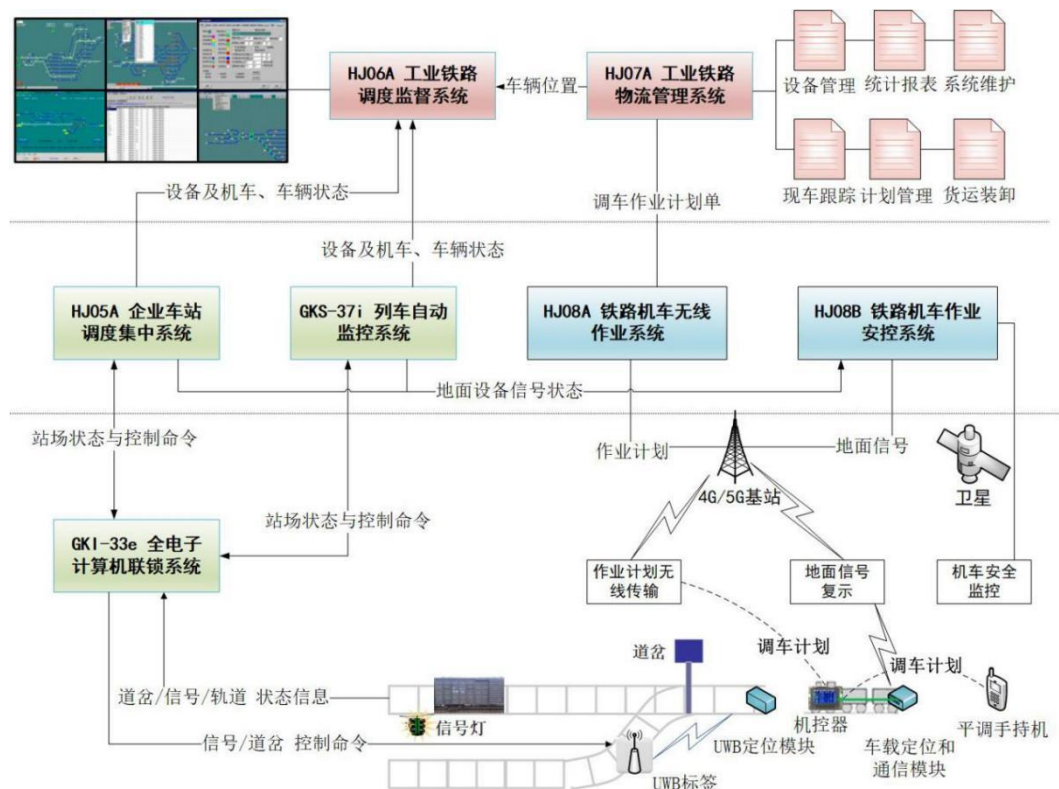 HJ06A 工业铁路
调度监督系统
车辆位置
HJ07A 工业铁路
物流管理系统
设备管理
统计报表
系统维护
现车跟踪
计划管理
货运装卸
设备及机车、车辆状态
调车作业计划单
设备及机车、车辆状态
HJ05A 企业车站
调度集中系统
GKS-37i 列车自动
监控系统
HJ08A 铁路机车无线
作业系统
HJ08B 铁路机车作业
安控系统
地面设备信号状态
站场状态与控制命令
作业计划
地面信号
4G/5G基站
卫星
站场状态与控制命令
GKI-33e 全电子
计算机联锁系统
作业计划无
线传输
地面信号
复示
机车安全
监控
道岔
调车计划
调车计划
道岔/信号/轨道 状态信息
信号灯
机控器
平调手持机
信号/道岔 控制命令
UWB定位模块
车载定位和
通信模块
UWB标签